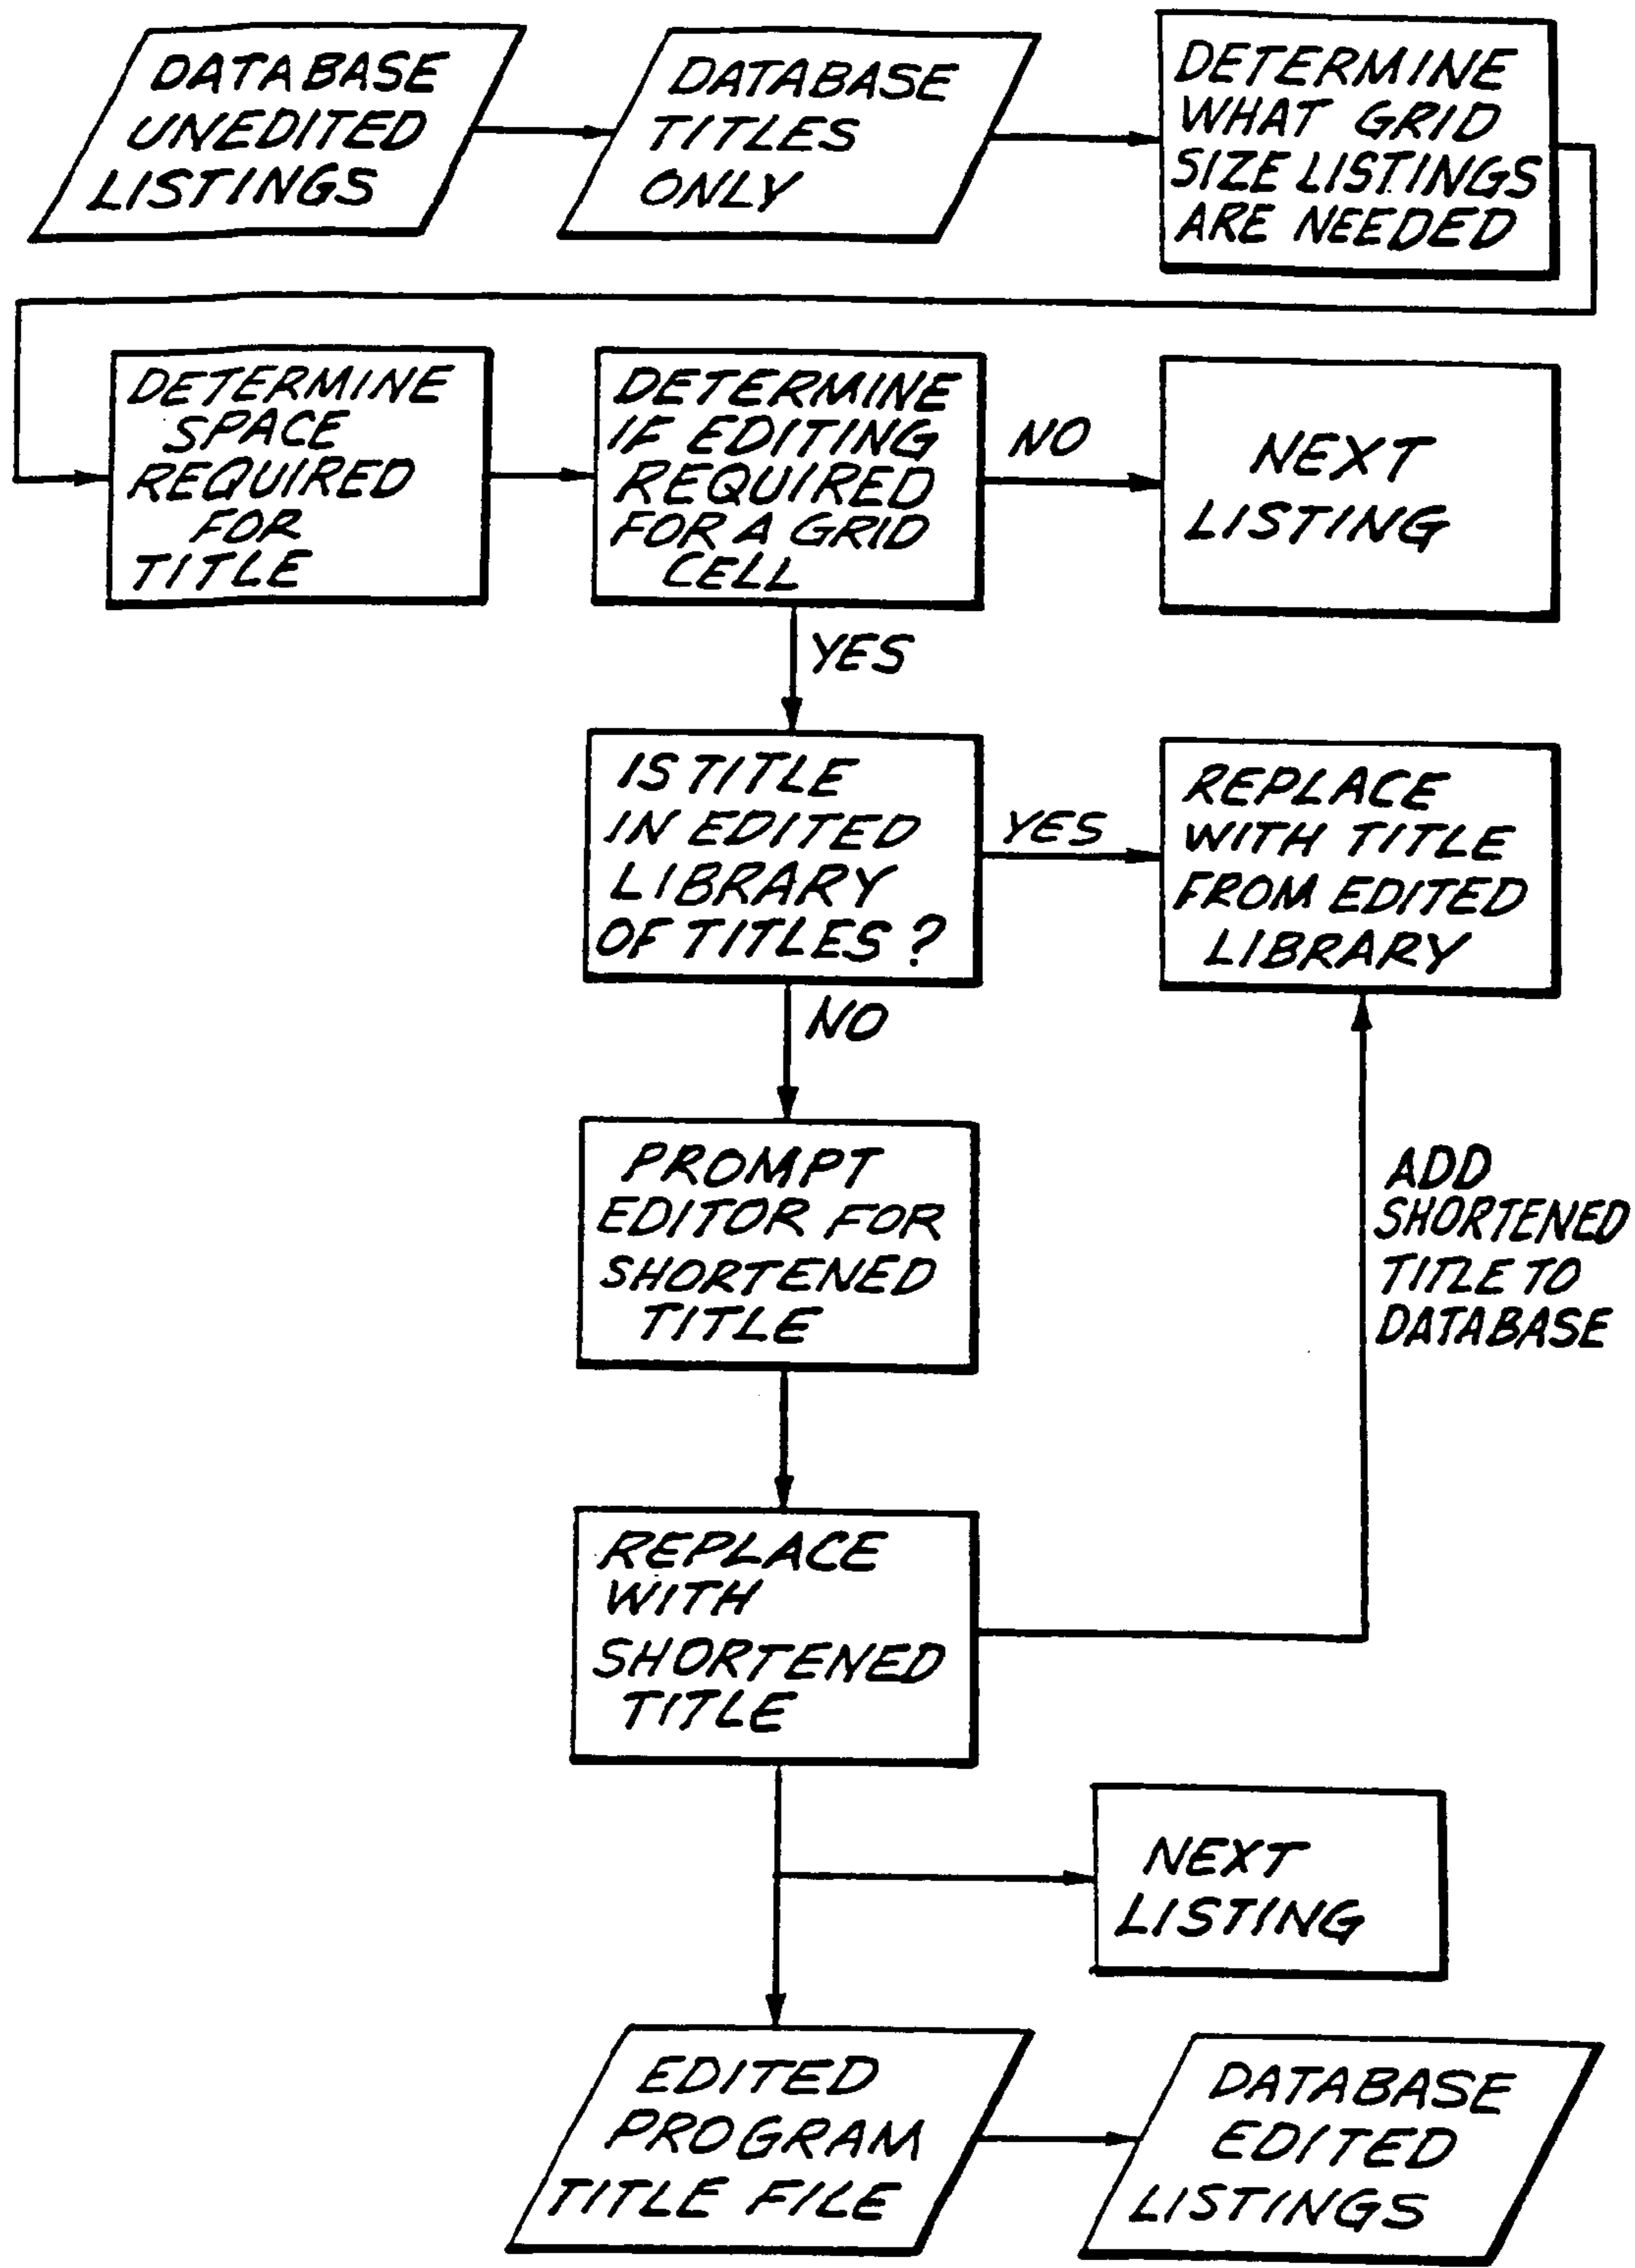 DATABASE
UNEDITED
LISTINGS
DATABASE
TITLES
ONLY
DETERMINE
WHAT GRID
SIZE LISTINGS
ARE NEEDED
DETERMINE
SPACE
REQUIRED
FOR
TITLE
DETERMINE
IF EDITING
REQUIRED
FOR A GRID
CELL
NO
NEXT
LISTING
YES
IS TITLE
IN EDITED
LIBRARY
OF TITLES?
YES
REPLACE
WITH TITLE
FROM EDITED
LIBRARY
NO
PROMPT
EDITOR FOR
SHORTENED
TITLE
ADD
SHORTENED
TITLE TO
DATABASE
REPLACE
WITH
SHORTENED
TITLE
NEXT
LISTING
EDITED
PROGRAM
TITLE FILE
DATABASE
EDITED
LISTINGS